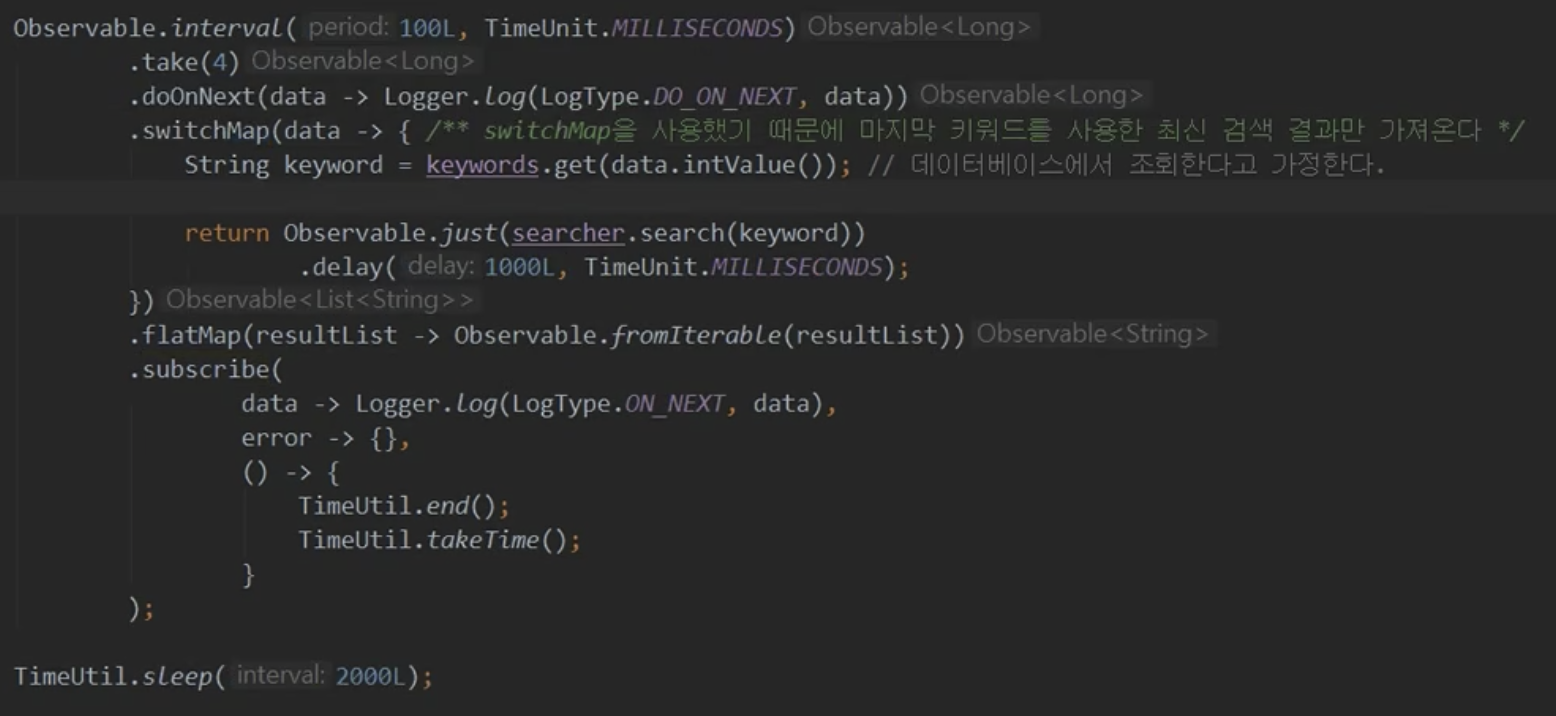 Observable.interval( period: 100L, TimeUnit.MILLISECONDS) Observable<Long>
.take(4) Observable<Long>
.doOnNext(data -> Logger.log(LogType.DO_ON_NEXT, data)) Observable<Long>
.switchMap(data -> { /** switchMap을 사용했기 때문에 마지막 키워드를 사용한 최신 검색 결과만 가져온다 */
String keyword = keywords.get(data.intValue()); // 데이터베이스에서 조회한다고 가정한다.
return Observable.just(searcher.search(keyword))
.delay( delay: 1000L, TimeUnit.MILLISECONDS);
}) Observable<List<String>>
.flatMap(resultList -> Observable.fromIterable(resultList)) Observable<String>
.subscribe(
data -> Logger.log(LogType.ON_NEXT, data),
error -> {},
() -> {
TimeUtil.end();
TimeUtil.takeTime();
}
);
TimeUtil.sleep( interval: 2000L);